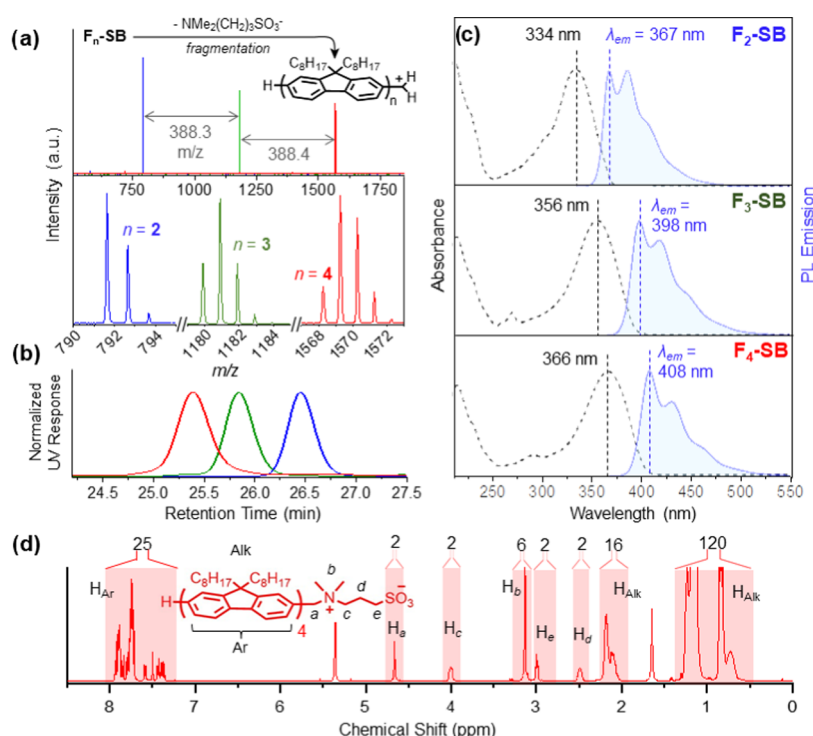 (a)
- NMe2(CH2)3SO3-
Fn-SB
fragmentation
C8H17 C8H17
H n + H
H
388.3
m/z
388.4
750 1000 1250 1500 1750
Intensity (a.u.)
n = 2
n = 3
n = 4
790 792 794 1180 1182 1184 1568 1570 1572
m/z
(b)
Normalized
UV Response
25.0 25.5 26.0 26.5 27.0 27.5
Retention Time (min)
(c)
334 nm
λem = 367 nm
F2-SB
356 nm
λem =
398 nm
F3-SB
366 nm
λem =
408 nm
F4-SB
Absorbance
PL Emission
250 300 350 400 450 500 550
Wavelength (nm)
(d)
25
Alk
2 2 6 2 2 16 120
HAr
C8H17 C8H17
b
d
SO3-
H
N+
a c e
4
Ar
Ha
Hc
Hb
He
Hd
HAlk
HAlk
8 7 6 5 4 3 2 1 0
Chemical Shift (ppm)